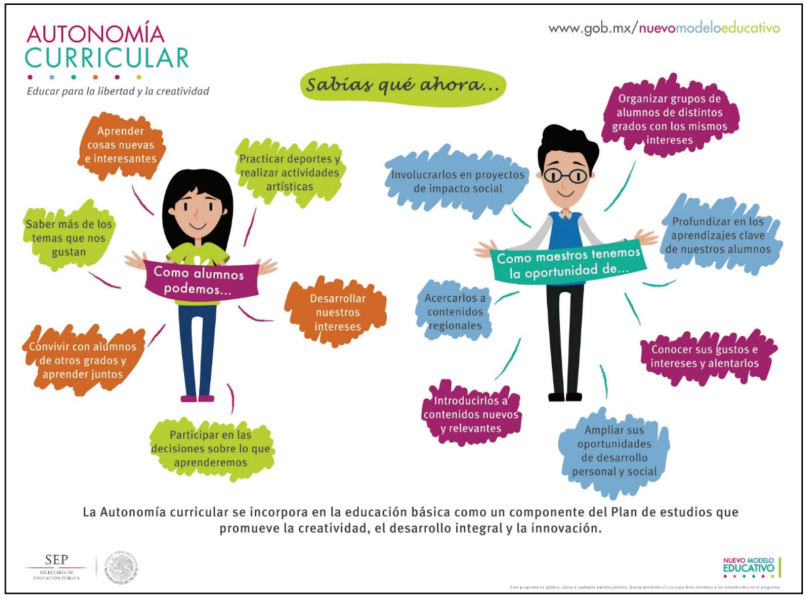 AUTONOMÍA
CURRICULAR
Educar para la libertad y la creatividad
www.gob.mx/nuevomodeloeducativo
Sabías qué ahora...
Aprender
cosas nuevas
e interesantes
Practicar deportes y
realizar actividades
artísticas
Saber más de los
temas que nos
gustan
Como alumnos
podemos...
Desarrollar
nuestros
intereses
Convivir con alumnos
de otros grados y
aprender juntos
Participar en las
decisiones sobre lo que
aprenderemos
Organizar grupos de
alumnos de distintos
grados con los mismos
intereses
Involucrarlos en proyectos
de impacto social
Profundizar en los
aprendizajes clave
de nuestros alumnos
Como maestros tenemos
la oportunidad de...
Acercarlos a
contenidos
regionales
Conocer sus gustos e
intereses y alentarlos
Introducirlos a
contenidos nuevos
y relevantes
Ampliar sus
oportunidades
de desarrollo
personal y social
La Autonomía curricular se incorpora en la educación básica como un componente del Plan de estudios que
promueve la creatividad, el desarrollo integral y la innovación.
SEP
SECRETARÍA DE
EDUCACIÓN PÚBLICA
NUEVO MODELO
EDUCATIVO